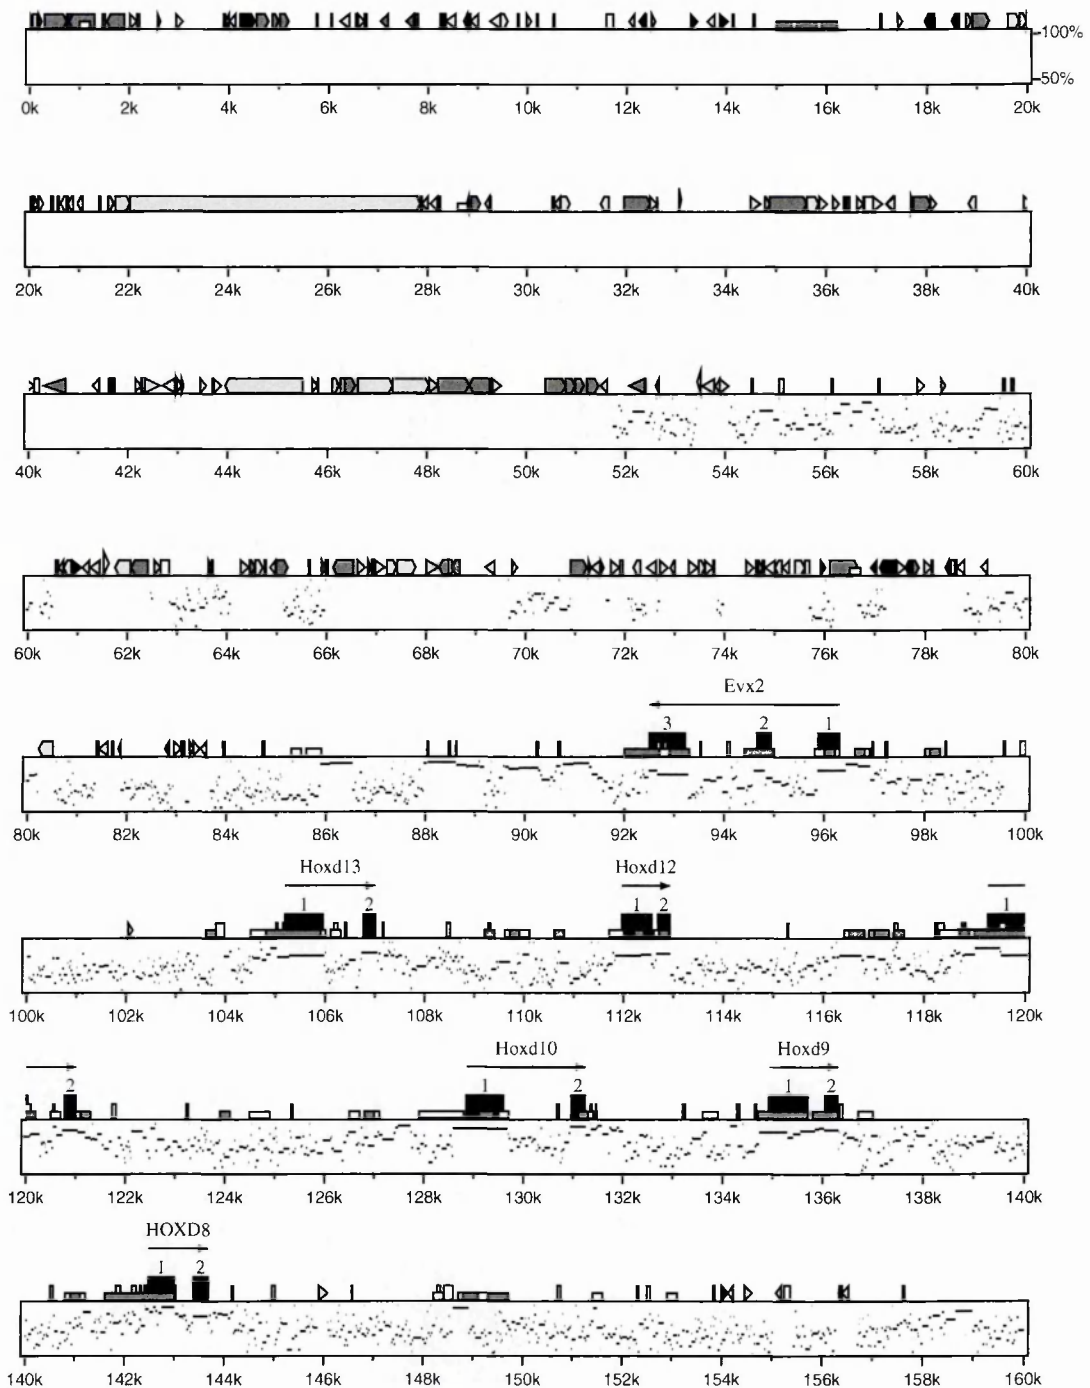 100%
50%
0k 2k 4k 6k 8k 10k 12k 14k 16k 18k 20k
20k 22k 24k 26k 28k 30k 32k 34k 36k 38k 40k
40k 42k 44k 46k 48k 50k 52k 54k 56k 58k 60k
60k 62k 64k 66k 68k 70k 72k 74k 76k 78k 80k
Evx2
3 2 1
80k 82k 84k 86k 88k 90k 92k 94k 96k 98k 100k
Hoxd13 Hoxd12
1 2 1 2 1
100k 102k 104k 106k 108k 110k 112k 114k 116k 118k 120k
Hoxd10 Hoxd9
2 1 2 1 2
120k 122k 124k 126k 128k 130k 132k 134k 136k 138k 140k
HOXD8
1 2
140k 142k 144k 146k 148k 150k 152k 154k 156k 158k 160k